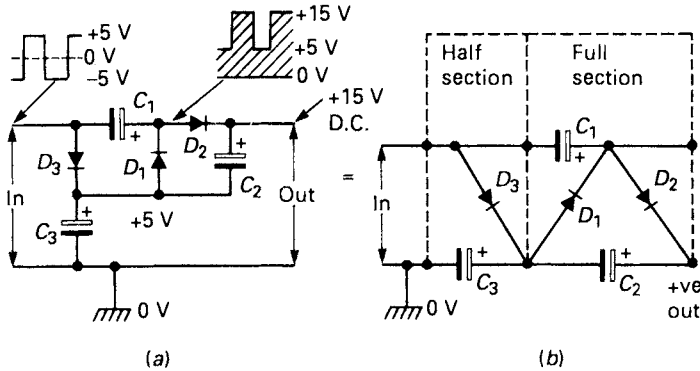 +5 V
0 V
−5 V
+15 V
+5 V
0 V
+15 V
D.C.
C1
+
D3
D1
D2
+
C2
In
+
C3
+5 V
Out
0 V
(a)
=
Half
section
Full
section
C1
+
D3
D1
D2
In
+
C3
+
C2
0 V
+ve
out
(b)